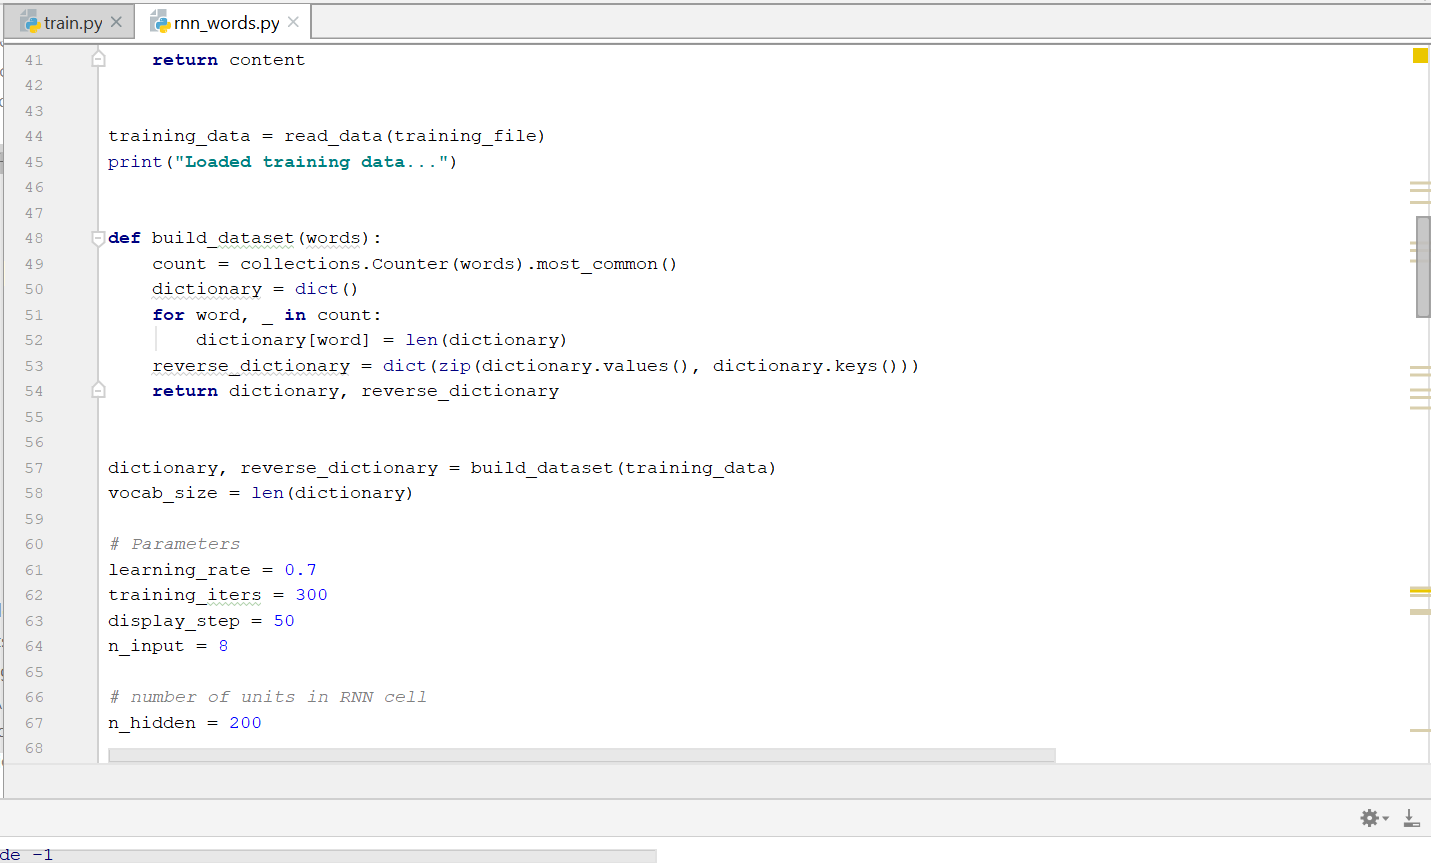 train.py
rnn_words.py
41 return content
42
43
44 training_data = read_data(training_file)
45 print("Loaded training data...")
46
47
48 def build_dataset(words):
49 count = collections.Counter(words).most_common()
50 dictionary = dict()
51 for word, _ in count:
52 dictionary[word] = len(dictionary)
53 reverse_dictionary = dict(zip(dictionary.values(), dictionary.keys()))
54 return dictionary, reverse_dictionary
55
56
57 dictionary, reverse_dictionary = build_dataset(training_data)
58 vocab_size = len(dictionary)
59
60 # Parameters
61 learning_rate = 0.7
62 training_iters = 300
63 display_step = 50
64 n_input = 8
65
66 # number of units in RNN cell
67 n_hidden = 200
68
de -1